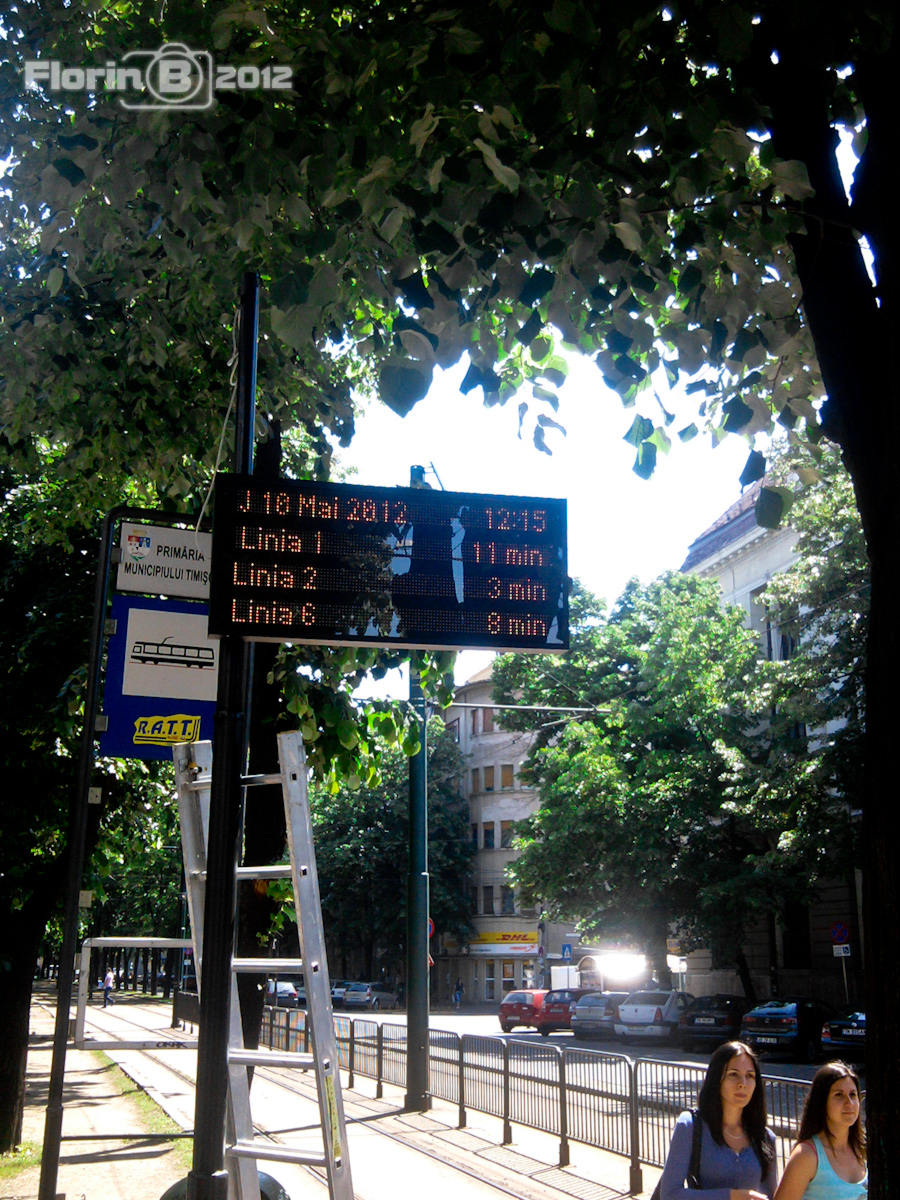 Florin B 2012
J 10 Mai 2012 12:15
Linia 1 11 min
Linia 2 3 min
Linia 6 8 min
PRIMĂRIA
MUNICIPIULUI TIMIȘO
R.A.T.T.
DHL